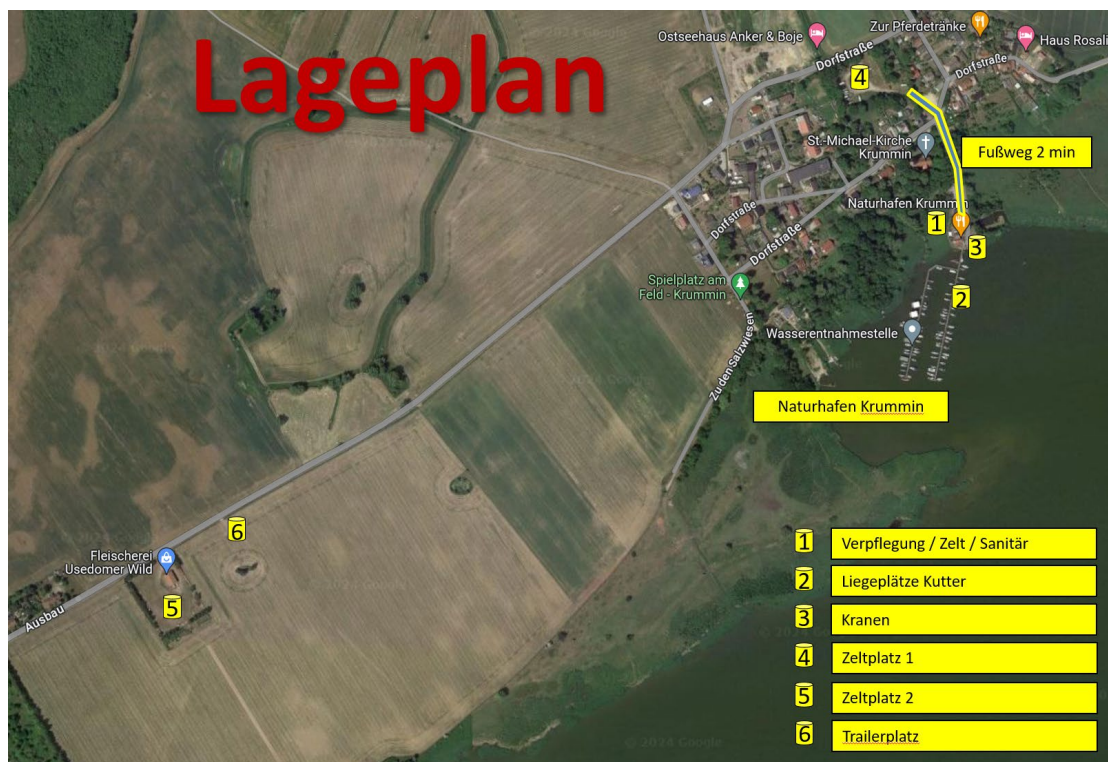 Lageplan
Zur Pferdetränke
Ostseehaus Anker & Boje
Haus Rosali
Dorfstraße
Dorfstraße
4
St.-Michael-Kirche
Krummin
Fußweg 2 min
Naturhafen Krummin
1
3
Dorfstraße
Dorfstraße
Spielplatz am
Feld - Krummin
2
Wasserentnahmestelle
Zu den Salzwiesen
Naturhafen Krummin
6
Fleischerei
Usedomer Wild
5
Ausbau
1 Verpflegung / Zelt / Sanitär
2 Liegeplätze Kutter
3 Kranen
4 Zeltplatz 1
5 Zeltplatz 2
6 Trailerplatz
© 2024 Google